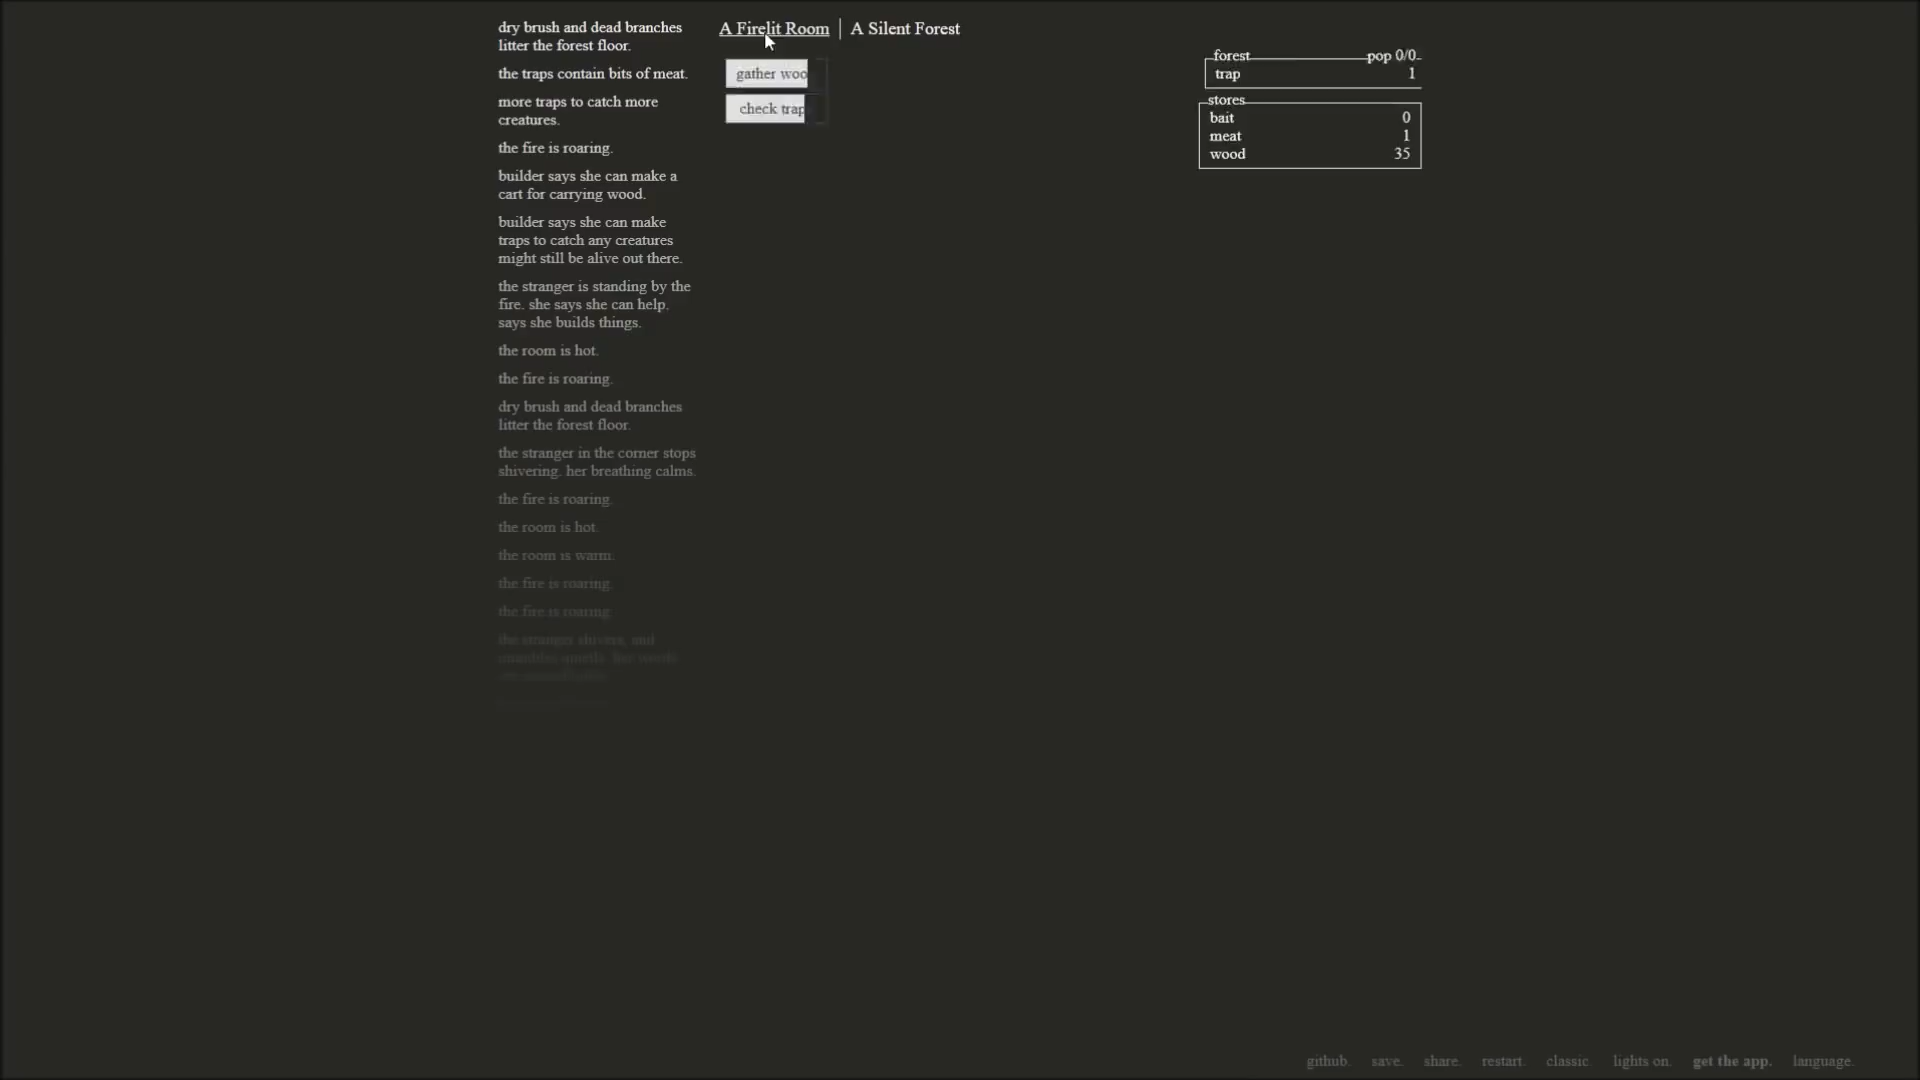 dry brush and dead branches
litter the forest floor.
the traps contain bits of meat.
more traps to catch more
creatures.
the fire is roaring.
builder says she can make a
cart for carrying wood.
builder says she can make
traps to catch any creatures
might still be alive out there.
the stranger is standing by the
fire. she says she can help.
says she builds things.
the room is hot.
the fire is roaring.
dry brush and dead branches
litter the forest floor.
the stranger in the corner stops
shivering. her breathing calms.
the fire is roaring.
the room is hot.
the room is warm.
the fire is roaring.
the fire is roaring.
the stranger shivers, and
A Firelit Room | A Silent Forest
gather woo
check trap
forest pop 0/0
trap 1
stores
bait 0
meat 1
wood 35
github. save. share. restart. classic. lights on. get the app. language.